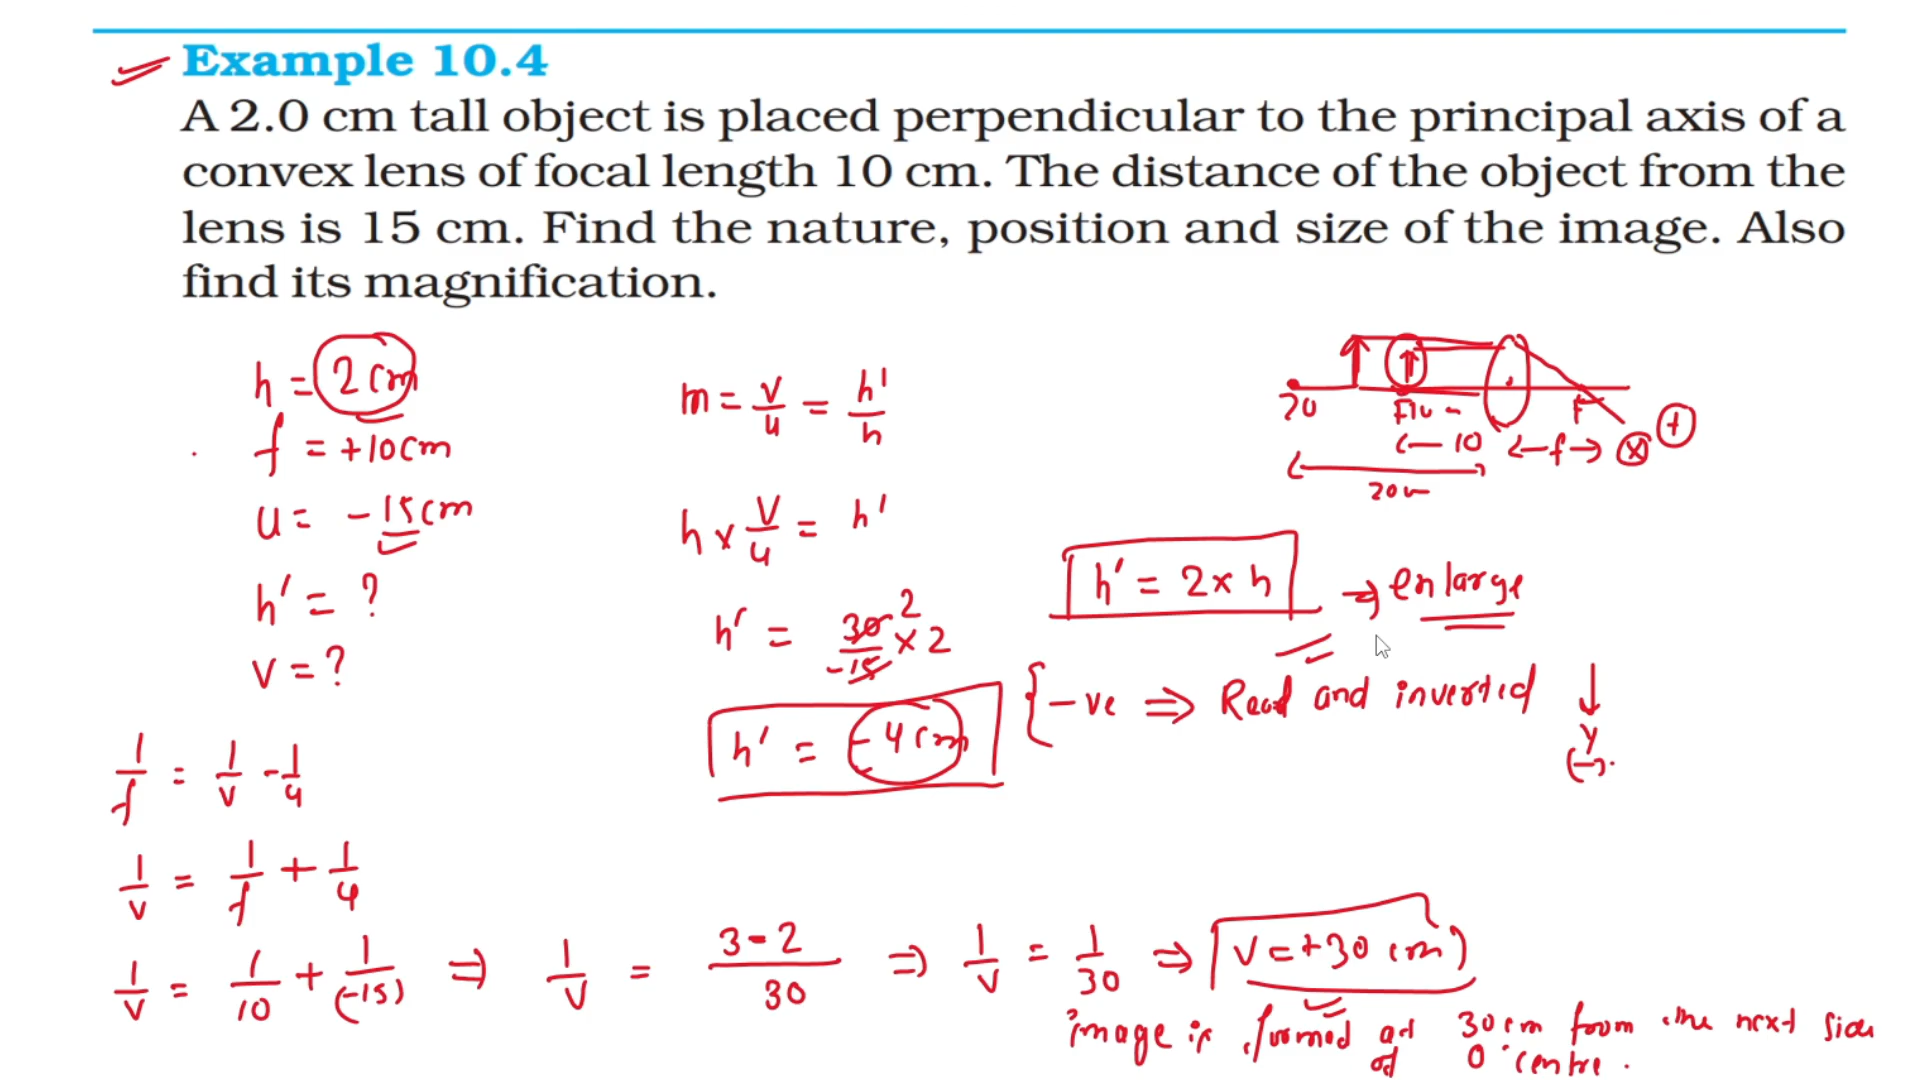 Example 10.4
A 2.0 cm tall object is placed perpendicular to the principal axis of a
convex lens of focal length 10 cm. The distance of the object from the
lens is 15 cm. Find the nature, position and size of the image. Also
find its magnification.
h = 2 cm
f = +10cm
u = - 15 cm
h' = ?
v = ?
1/f = 1/v - 1/u
1/v = 1/f + 1/u
1/v = 1/10 + 1/(-15) ⇒ 1/v = 3-2/30 ⇒ 1/v = 1/30 ⇒ v = +30 cm
m = v/u = h'/h
h × v/u = h'
h' = 30/-15 × 2
2
h' = -4 cm
20
F
10
F
← 10
← f →
(x)
(+)
20
h' = 2 × h → enlarge
-ve ⇒ Real and inverted ↓
y
(-).
image is formed at 30 cm from the next side
of O centre.